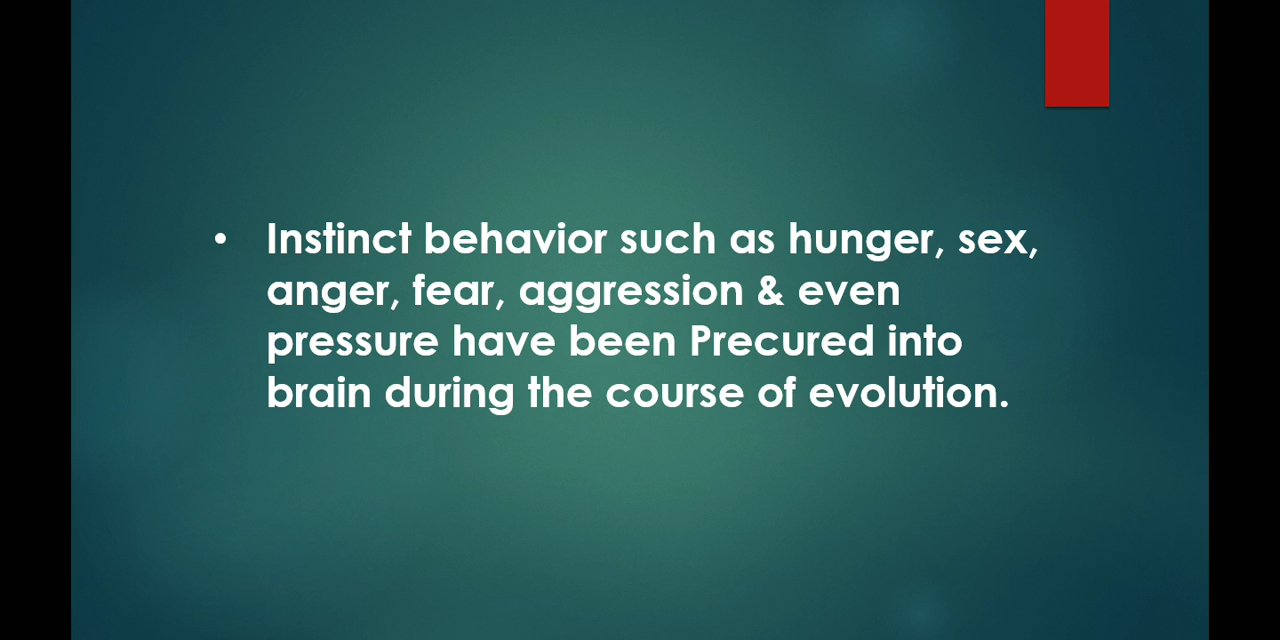 • Instinct behavior such as hunger, sex,
anger, fear, aggression & even
pressure have been Precured into
brain during the course of evolution.